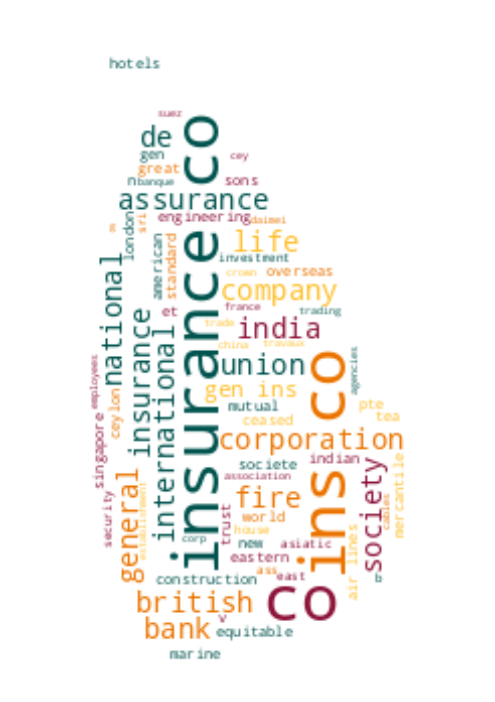 hotels
suez
insurance co
de
gen
cey
great
banque
sons
assurance
engineering
daimei
london
sri
american
standard
life
investment
crown
overseas
national
company
et
france
trading
trade
india
insurance
international
china
travaux
union
ins co
agencies
employees
gen ins
mutual
pte
tea
ceylon
ceased
singapore
corporation
societe
indian
society
mercantile
association
general
establishment
fire
security
trust
world
house
cables
air lines
corp
new
asiatic
eastern
ass
east
construction
co
british
v
bank
equitable
marine